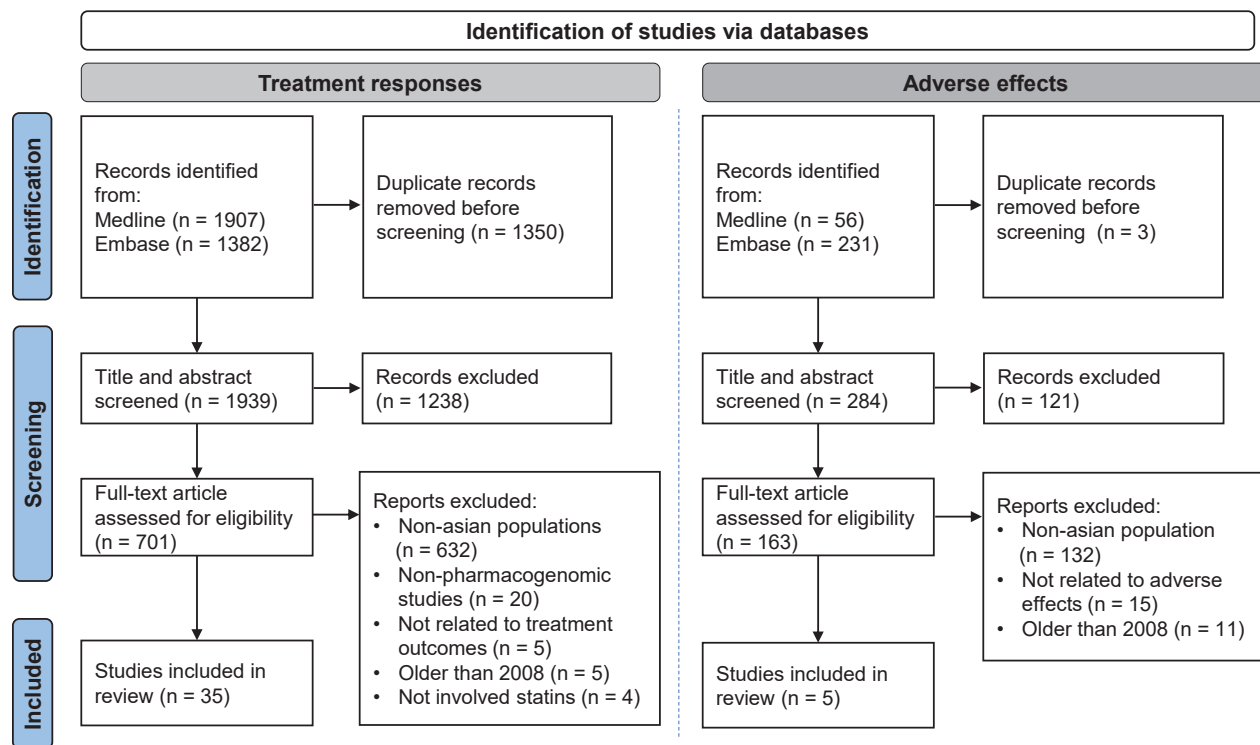 Identification of studies via databases
Treatment responses
Adverse effects
Identification
Records identified
from:
Medline (n = 1907)
Embase (n = 1382)
Duplicate records
removed before
screening (n = 1350)
Records identified
from:
Medline (n = 56)
Embase (n = 231)
Duplicate records
removed before
screening  (n = 3)
Screening
Title and abstract
screened (n = 1939)
Records excluded
(n = 1238)
Title and abstract
screened (n = 284)
Records excluded
(n = 121)
Full-text article
assessed for eligibility
(n = 701)
Reports excluded:
• Non-asian populations
(n = 632)
• Non-pharmacogenomic
studies (n = 20)
• Not related to treatment
outcomes (n = 5)
• Older than 2008 (n = 5)
• Not involved statins (n = 4)
Full-text article
assessed for eligibility
(n = 163)
Reports excluded:
• Non-asian population
(n = 132)
• Not related to adverse
effects (n = 15)
• Older than 2008 (n = 11)
Included
Studies included in
review (n = 35)
Studies included in
review (n = 5)